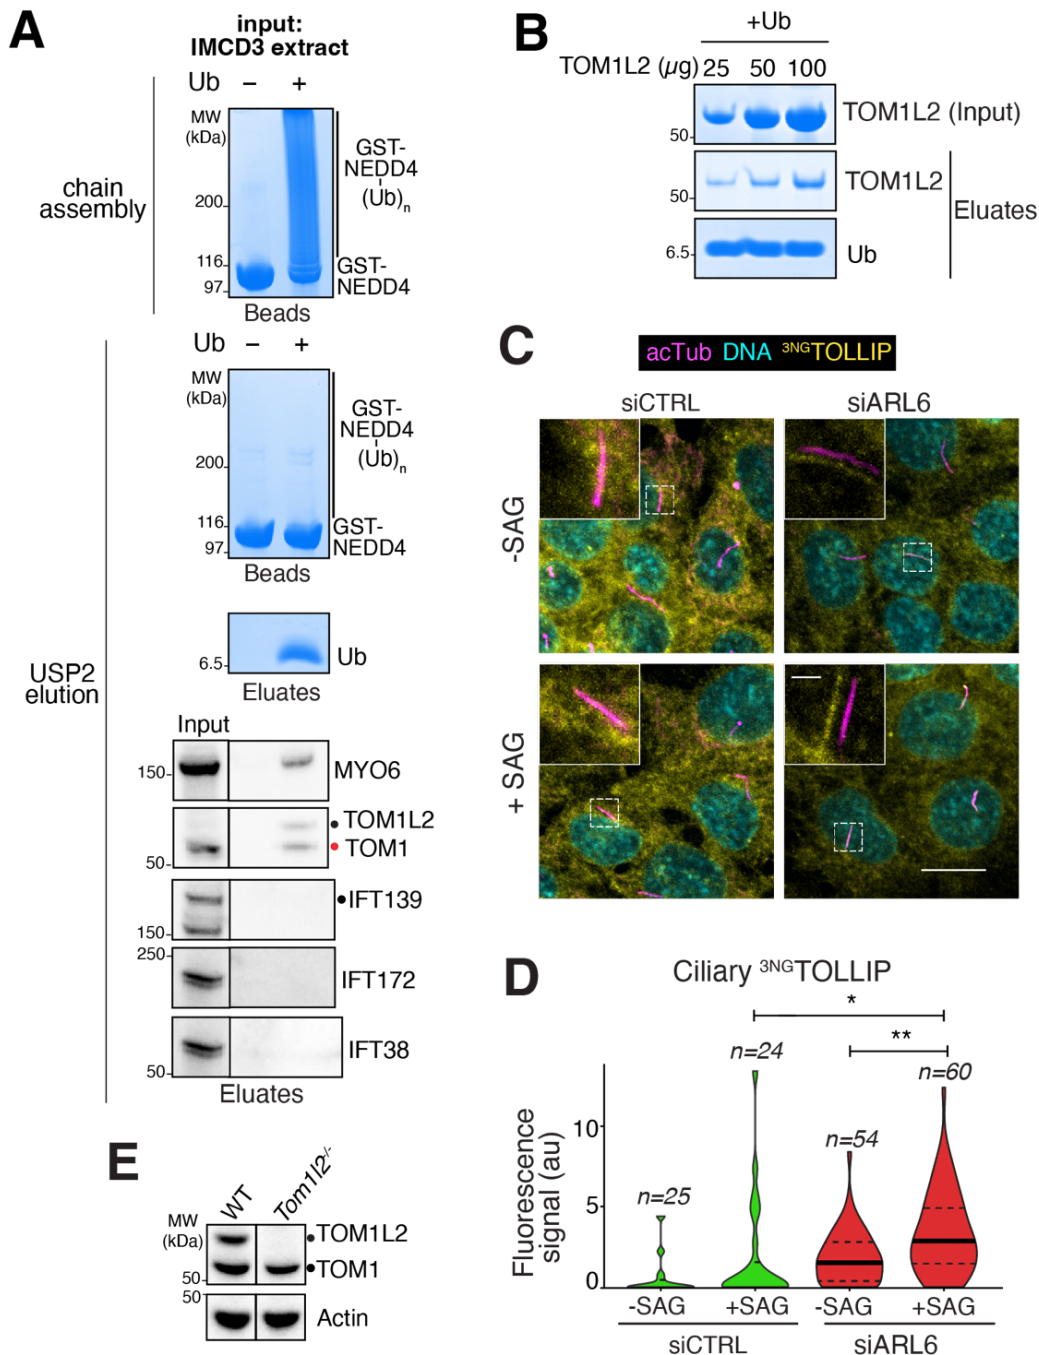 A
input:
IMCD3 extract
Ub – +
MW
(kDa)
200
116
97
chain
assembly
GST-
NEDD4
(Ub)n
GST-
NEDD4
Beads
Ub – +
MW
(kDa)
200
116
97
GST-
NEDD4
(Ub)n
GST-
NEDD4
Beads
USP2
elution
6.5
Ub
Eluates
Input
150
MYO6
50
•TOM1L2
•TOM1
150
•IFT139
250
IFT172
50
IFT38
Eluates
B
+Ub
TOM1L2 (µg) 25 50 100
50
TOM1L2 (Input)
50
TOM1L2
6.5
Ub
Eluates
C
acTub DNA 3NGTOLLIP
siCTRL siARL6
-SAG
+ SAG
D
Ciliary 3NGTOLLIP
*
**
n=25
n=24
n=54
n=60
Fluorescence
signal (au)
10
5
0
-SAG +SAG -SAG +SAG
siCTRL siARL6
E
WT Tom1l2-/-
MW
(kDa)
•TOM1L2
•TOM1
50
50
Actin